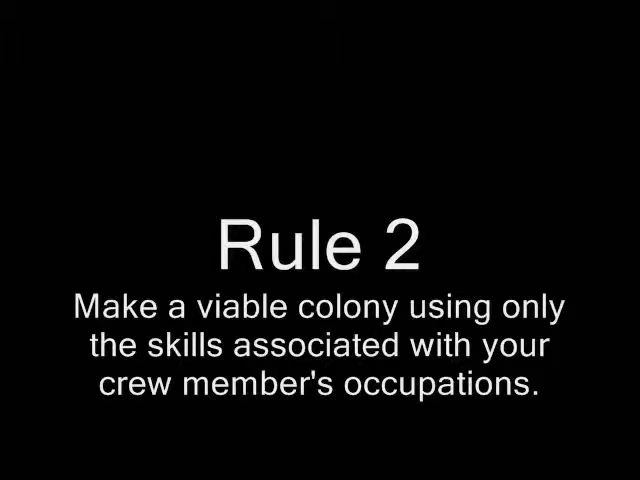 Rule 2
Make a viable colony using only
the skills associated with your
crew member's occupations.